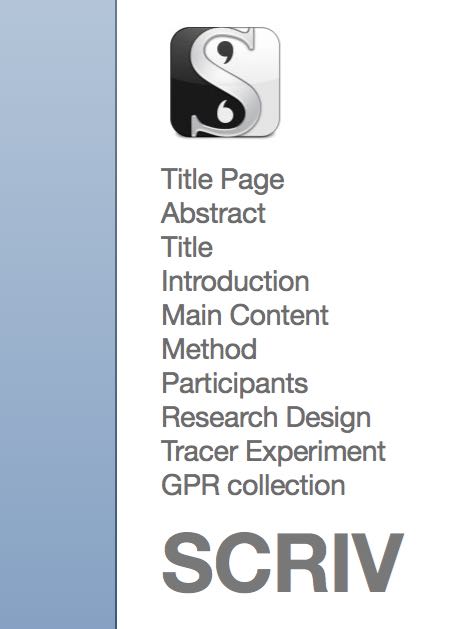 Title Page
Abstract
Title
Introduction
Main Content
Method
Participants
Research Design
Tracer Experiment
GPR collection
SCRIV